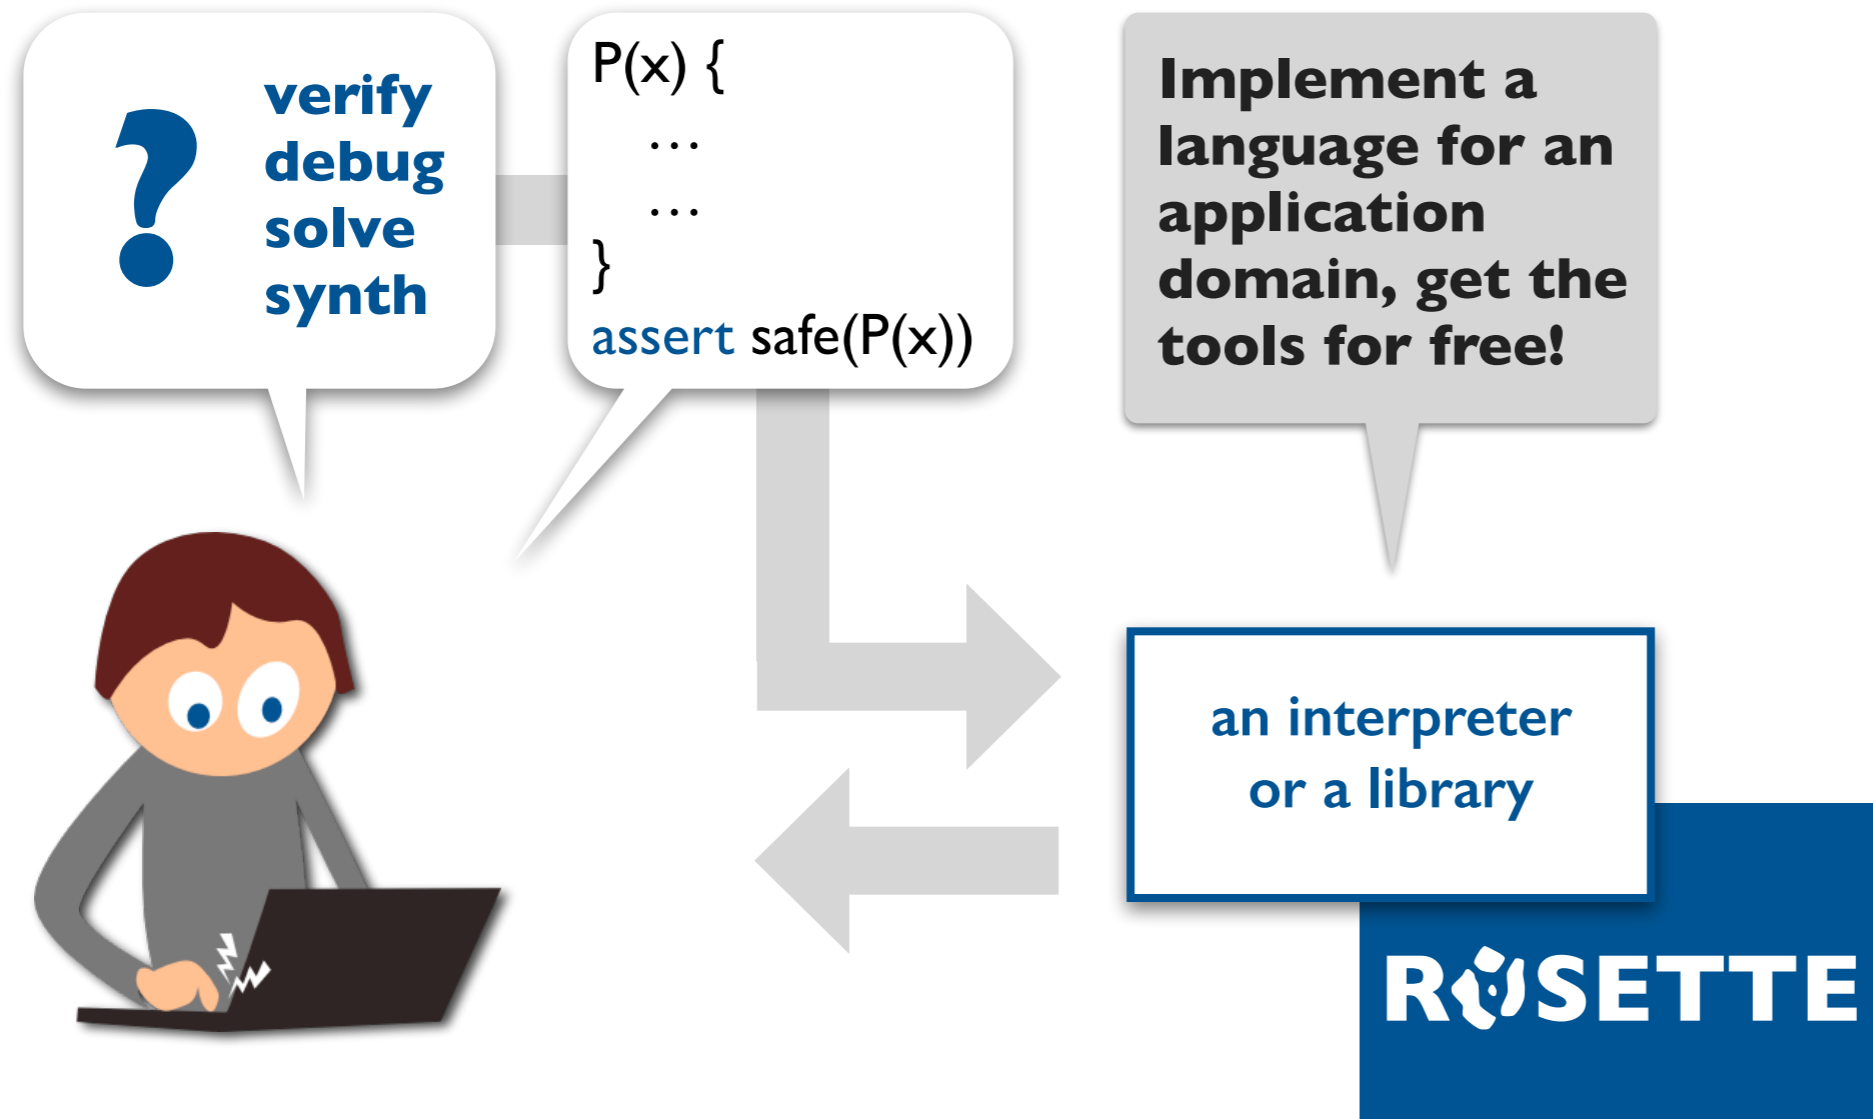 verify
debug
solve
synth
P(x) {
…
…
}
assert safe(P(x))
Implement a
language for an
application
domain, get the
tools for free!
an interpreter
or a library
ROSETTE